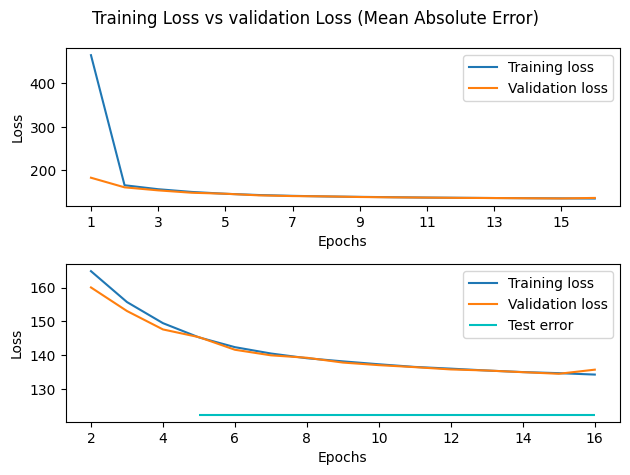 Training Loss vs validation Loss (Mean Absolute Error)
400
300
200
Loss
Training loss
Validation loss
1 3 5 7 9 11 13 15
Epochs
160
150
140
130
Loss
Training loss
Validation loss
Test error
2 4 6 8 10 12 14 16
Epochs